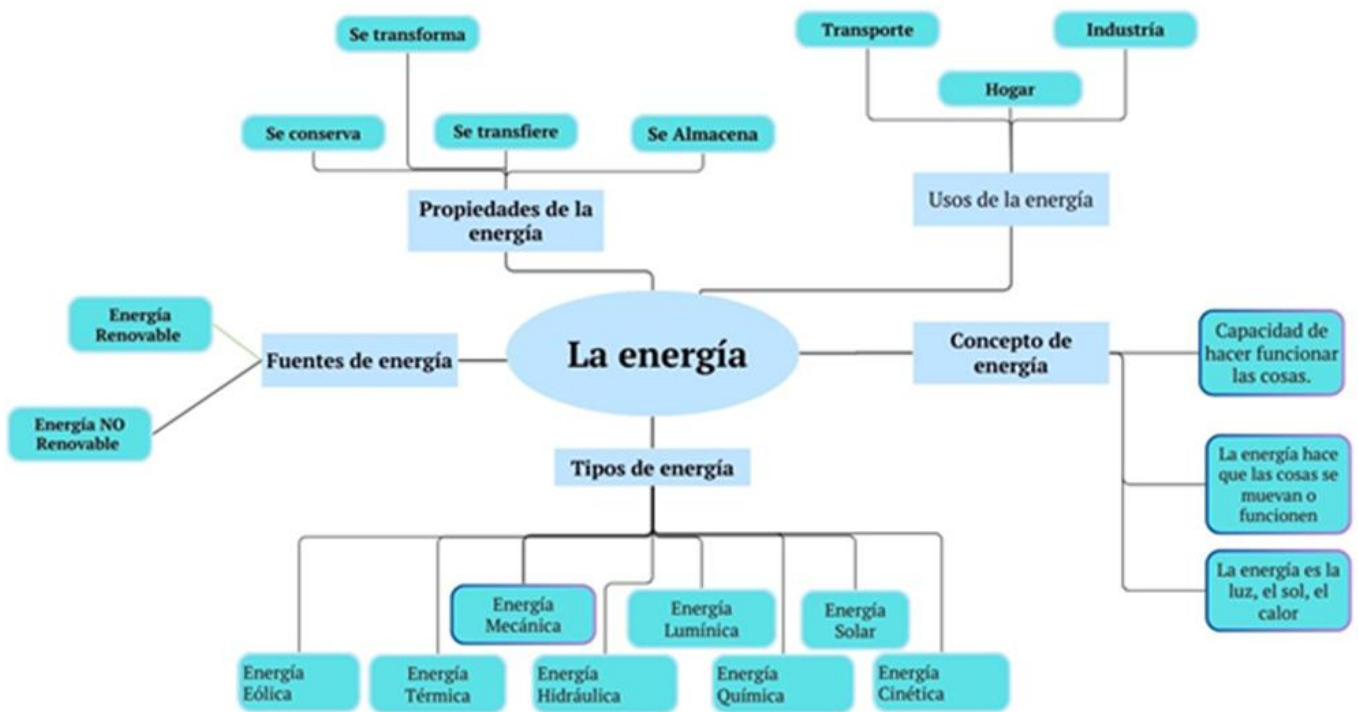 Se transforma
Transporte
Industría
Hogar
Se conserva
Se transfiere
Se Almacena
Propiedades de la
energía
Usos de la energía
Energía
Renovable
Fuentes de energía
Energía NO
Renovable
La energía
Concepto de
energía
Capacidad de
hacer funcionar
las cosas.
La energía hace
que las cosas se
muevan o
funcionen
La energía es la
luz, el sol, el
calor
Tipos de energía
Energía
Mecánica
Energía
Lumínica
Energía
Solar
Energía
Eólica
Energía
Térmica
Energía
Hidráulica
Energía
Química
Energía
Cinética